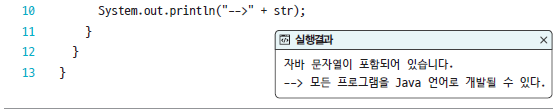 10 System.out.println("-->" + str);
11 }
12 }
13 }
실행결과
자바 문자열이 포함되어 있습니다.
--> 모든 프로그램을 Java 언어로 개발될 수 있다.